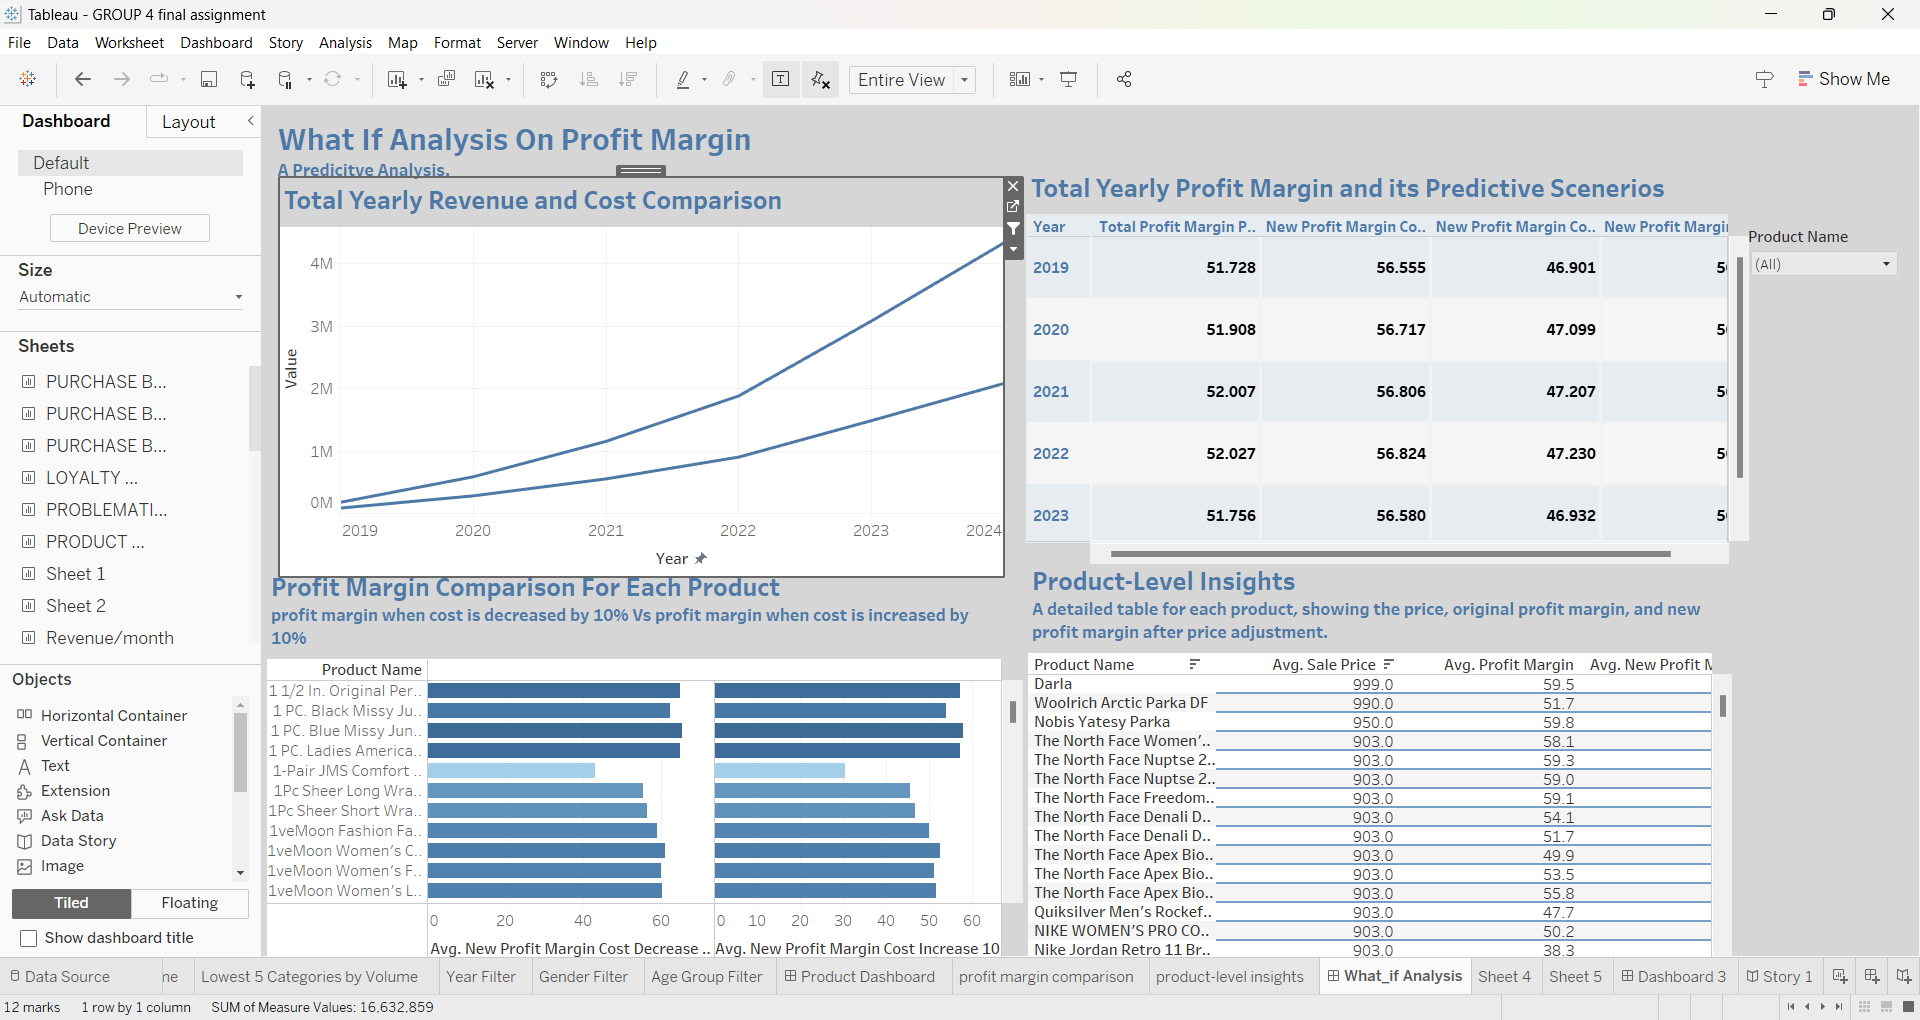 Tableau - GROUP 4 final assignment
File Data Worksheet Dashboard Story Analysis Map Format Server Window Help
Entire View
Show Me
Dashboard Layout
Default
Phone
Device Preview
Size
Automatic
Sheets
PURCHASE B...
PURCHASE B...
PURCHASE B...
LOYALTY ...
PROBLEMATI...
PRODUCT ...
Sheet 1
Sheet 2
Revenue/month
Objects
Horizontal Container
Vertical Container
Text
Extension
Ask Data
Data Story
Image
Tiled Floating
Show dashboard title
What If Analysis On Profit Margin
A Predicitve Analysis.
Total Yearly Revenue and Cost Comparison
Value
4M
3M
2M
1M
0M
2019 2020 2021 2022 2023 2024
Year
Total Yearly Profit Margin and its Predictive Scenerios
Year Total Profit Margin P.. New Profit Margin Co.. New Profit Margin Co.. New Profit Margi
2019 51.728 56.555 46.901
2020 51.908 56.717 47.099
2021 52.007 56.806 47.207
2022 52.027 56.824 47.230
2023 51.756 56.580 46.932
Product Name
(All)
Profit Margin Comparison For Each Product
profit margin when cost is decreased by 10% Vs profit margin when cost is increased by
10%
Product Name
1 1/2 In. Original Per..
1 PC. Black Missy Ju..
1 PC. Blue Missy Jun..
1 PC. Ladies America..
1-Pair JMS Comfort ..
1Pc Sheer Long Wra..
1Pc Sheer Short Wra..
1veMoon Fashion Fa..
1veMoon Women's C..
1veMoon Women's F..
1veMoon Women's L..
0 20 40 60 0 10 20 30 40 50 60
Avg. New Profit Margin Cost Decrease .. Avg. New Profit Margin Cost Increase 10
Product-Level Insights
A detailed table for each product, showing the price, original profit margin, and new
profit margin after price adjustment.
Product Name Avg. Sale Price Avg. Profit Margin Avg. New Profit M
Darla 999.0 59.5
Woolrich Arctic Parka DF 990.0 51.7
Nobis Yatesy Parka 950.0 59.8
The North Face Women'.. 903.0 58.1
The North Face Nuptse 2.. 903.0 59.3
The North Face Nuptse 2.. 903.0 59.0
The North Face Freedom.. 903.0 59.1
The North Face Denali D.. 903.0 54.1
The North Face Denali D.. 903.0 51.7
The North Face Apex Bio.. 903.0 49.9
The North Face Apex Bio.. 903.0 53.5
The North Face Apex Bio.. 903.0 55.8
Quiksilver Men's Rockef.. 903.0 47.7
NIKE WOMEN'S PRO CO.. 903.0 50.2
Nike Jordan Retro 11 Br.. 903.0 38.3
Data Source ne Lowest 5 Categories by Volume Year Filter Gender Filter Age Group Filter Product Dashboard profit margin comparison product-level insights What_if Analysis Sheet 4 Sheet 5 Dashboard 3 Story 1
12 marks 1 row by 1 column SUM of Measure Values: 16,632,859